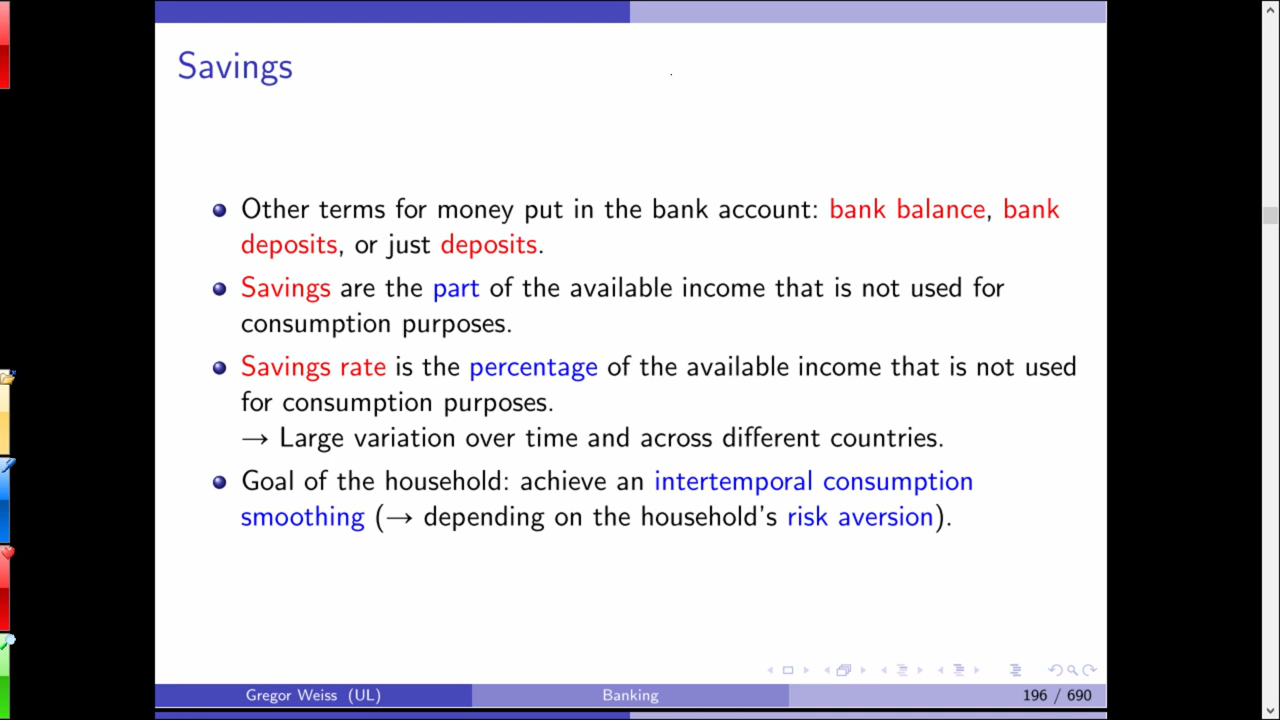 Savings
Other terms for money put in the bank account: bank balance, bank
deposits, or just deposits.
Savings are the part of the available income that is not used for
consumption purposes.
Savings rate is the percentage of the available income that is not used
for consumption purposes.
→ Large variation over time and across different countries.
Goal of the household: achieve an intertemporal consumption
smoothing (→ depending on the household's risk aversion).
Gregor Weiss (UL) Banking 196 / 690